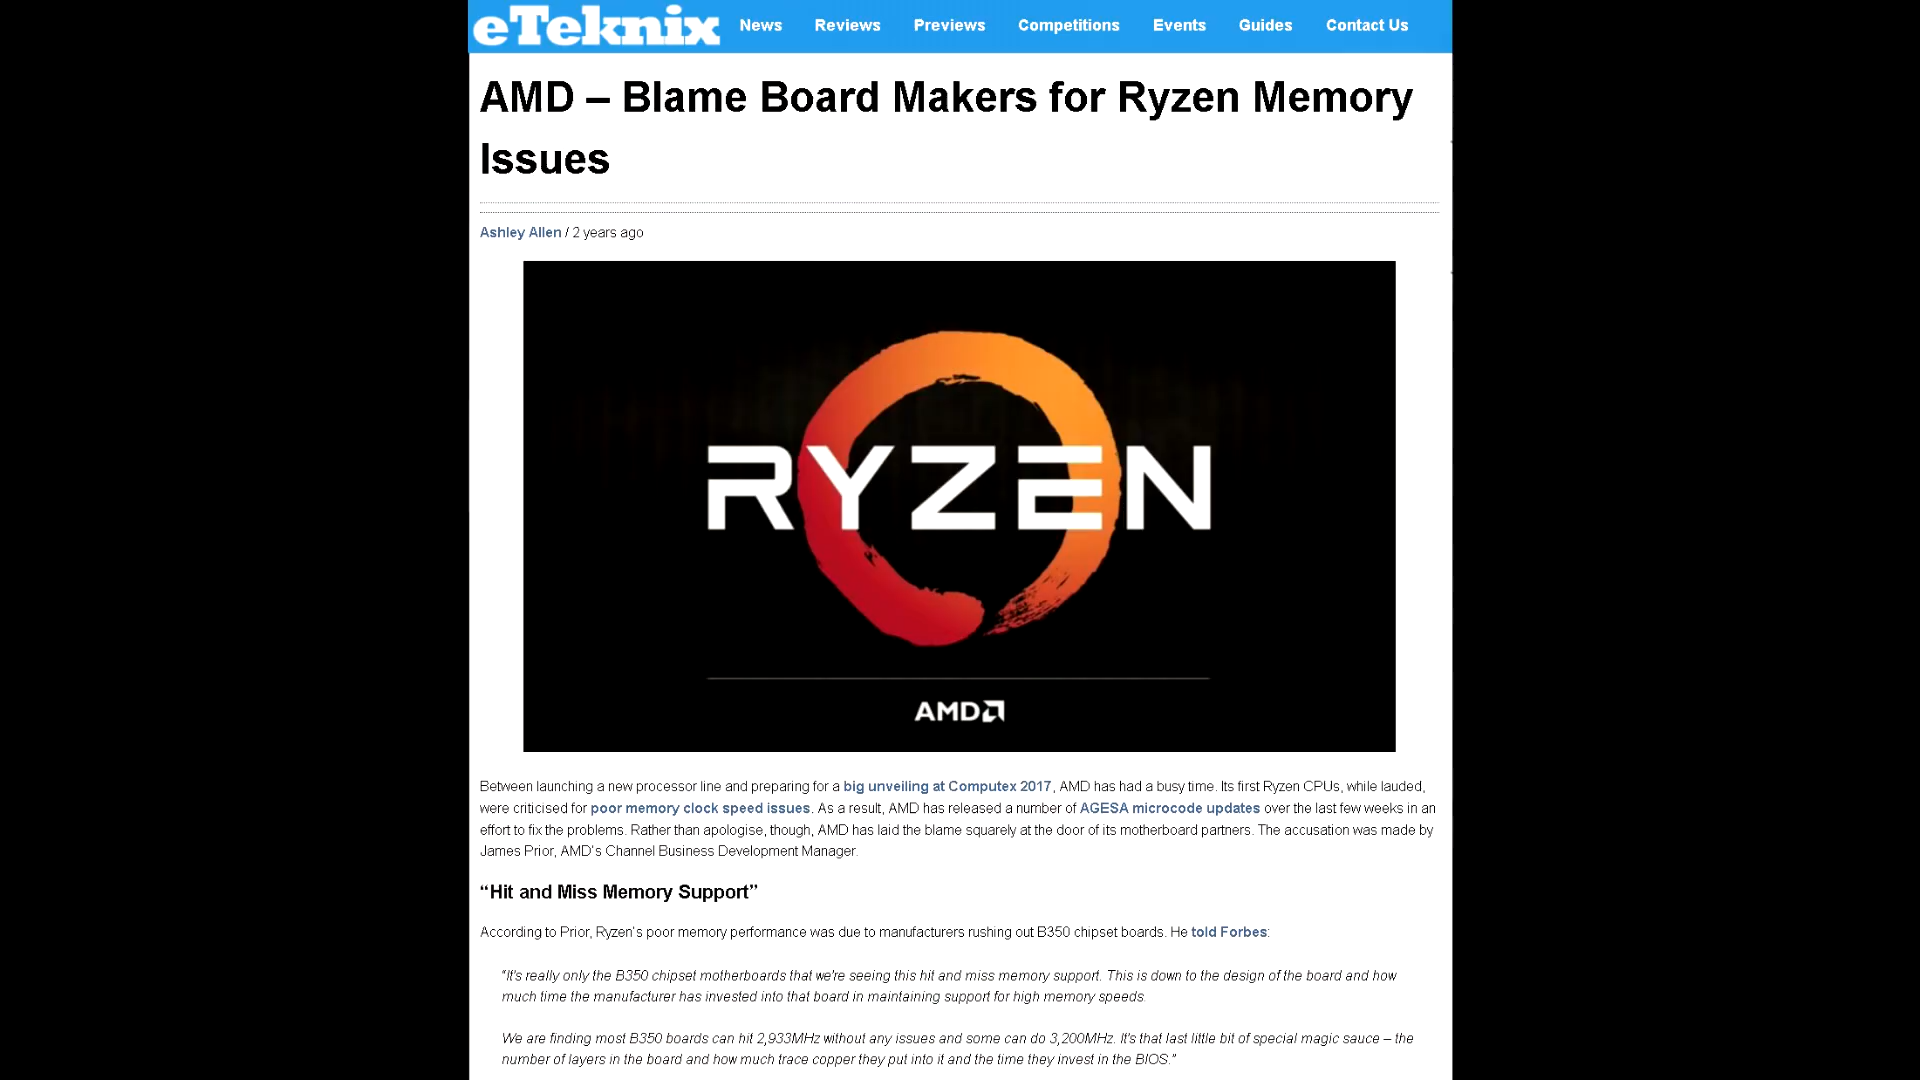 eTeknix News Reviews Previews Competitions Events Guides Contact Us
AMD – Blame Board Makers for Ryzen Memory
Issues
Ashley Allen / 2 years ago
RYZEN
AMD
Between launching a new processor line and preparing for a big unveiling at Computex 2017, AMD has had a busy time. Its first Ryzen CPUs, while lauded,
were criticised for poor memory clock speed issues. As a result, AMD has released a number of AGESA microcode updates over the last few weeks in an
effort to fix the problems. Rather than apologise, though, AMD has laid the blame squarely at the door of its motherboard partners. The accusation was made by
James Prior, AMD's Channel Business Development Manager.
“Hit and Miss Memory Support”
According to Prior, Ryzen's poor memory performance was due to manufacturers rushing out B350 chipset boards. He told Forbes:
“It's really only the B350 chipset motherboards that we're seeing this hit and miss memory support. This is down to the design of the board and how
much time the manufacturer has invested into that board in maintaining support for high memory speeds.
We are finding most B350 boards can hit 2,933MHz without any issues and some can do 3,200MHz. It's that last little bit of special magic sauce – the
number of layers in the board and how much trace copper they put into it and the time they invest in the BIOS.”